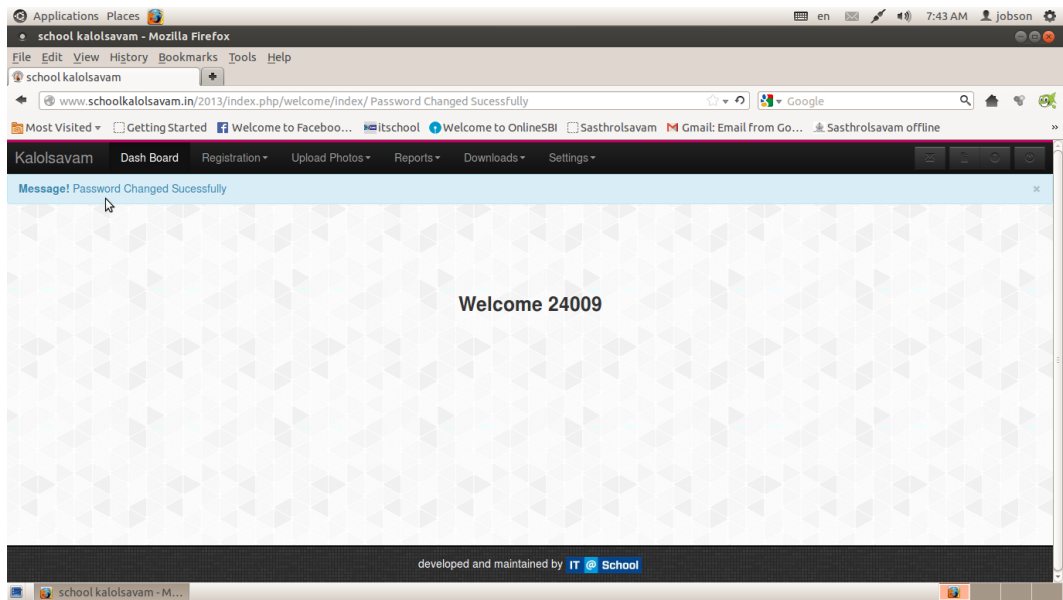 Applications Places en 7:43 AM jobson
school kalolsavam - Mozilla Firefox
File Edit View History Bookmarks Tools Help
school kalolsavam
www.schoolkalolsavam.in/2013/index.php/welcome/index/ Password Changed Sucessfully Google
Most Visited Getting Started Welcome to Faceboo... itschool Welcome to OnlineSBI Sasthrolsavam Gmail: Email from Go... Sasthrolsavam offline »
Kalolsavam Dash Board Registration Upload Photos Reports Downloads Settings
Message! Password Changed Sucessfully ×
Welcome 24009
developed and maintained by IT @ School
school kalolsavam - M...